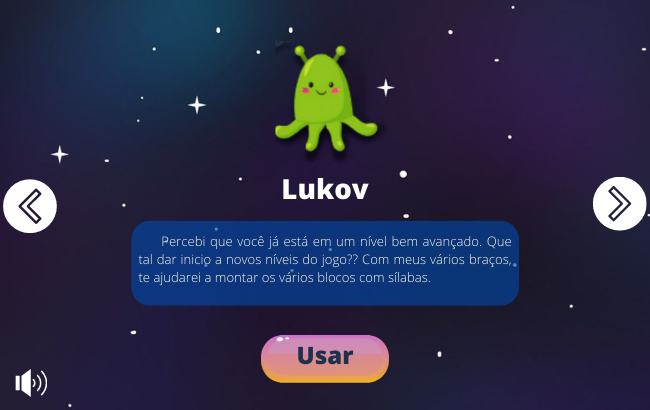 Lukov
Percebi que você já está em um nível bem avançado. Que
tal dar inicio a novos níveis do jogo?? Com meus vários braços,
te ajudarei a montar os vários blocos com sílabas.
Usar